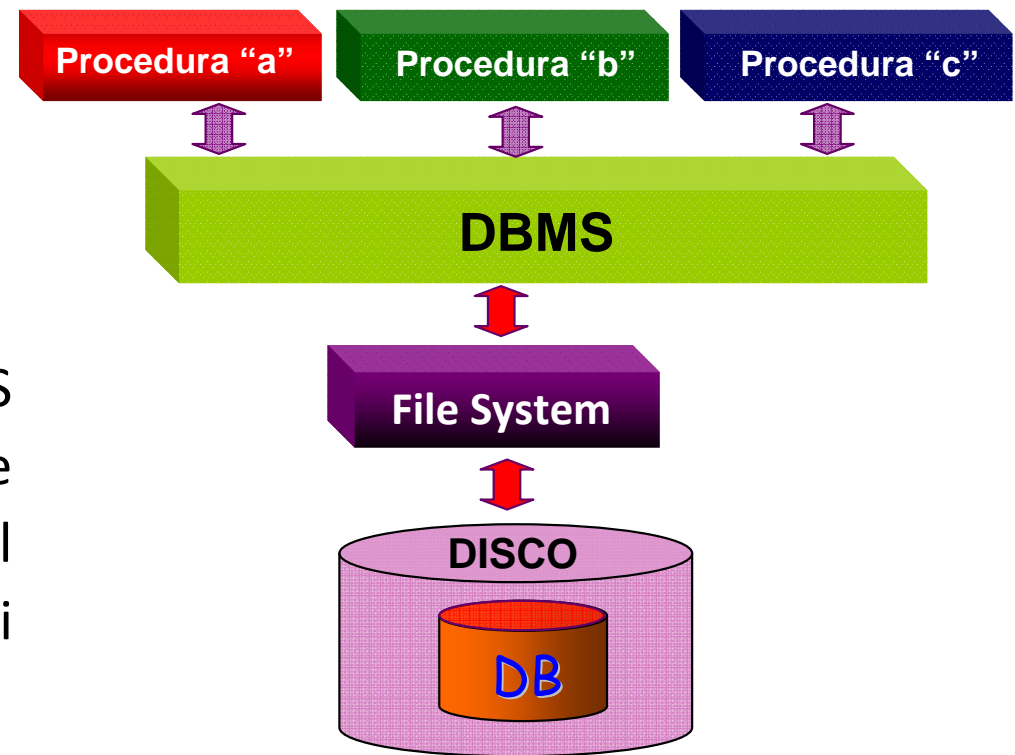 Procedura “a” Procedura “b” Procedura “c”
DBMS
File System
DISCO
DB